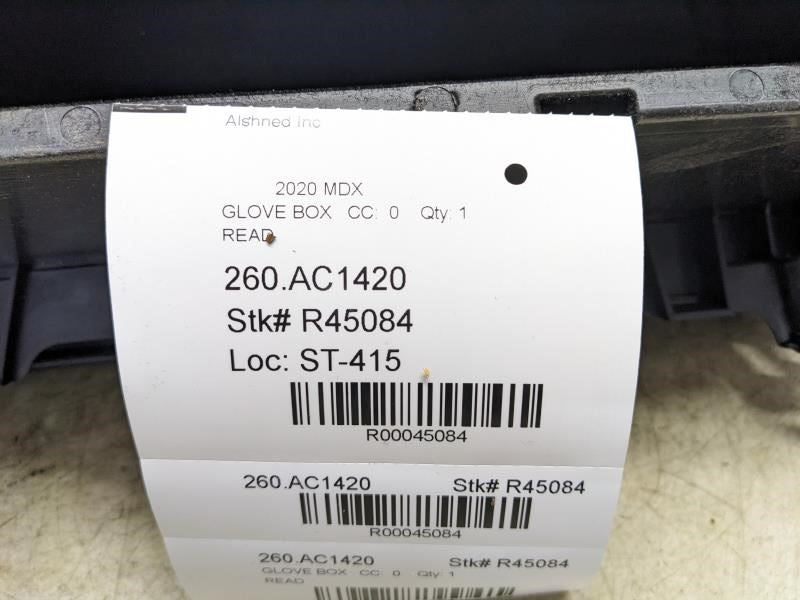 Alshned Inc
2020 MDX
GLOVE BOX CC: 0 Qty: 1
READ
260.AC1420
Stk# R45084
Loc: ST-415
R00045084
260.AC1420 Stk# R45084
R00045084
260.AC1420 Stk# R45084
GLOVE BOX CC: 0 Qty: 1
READ